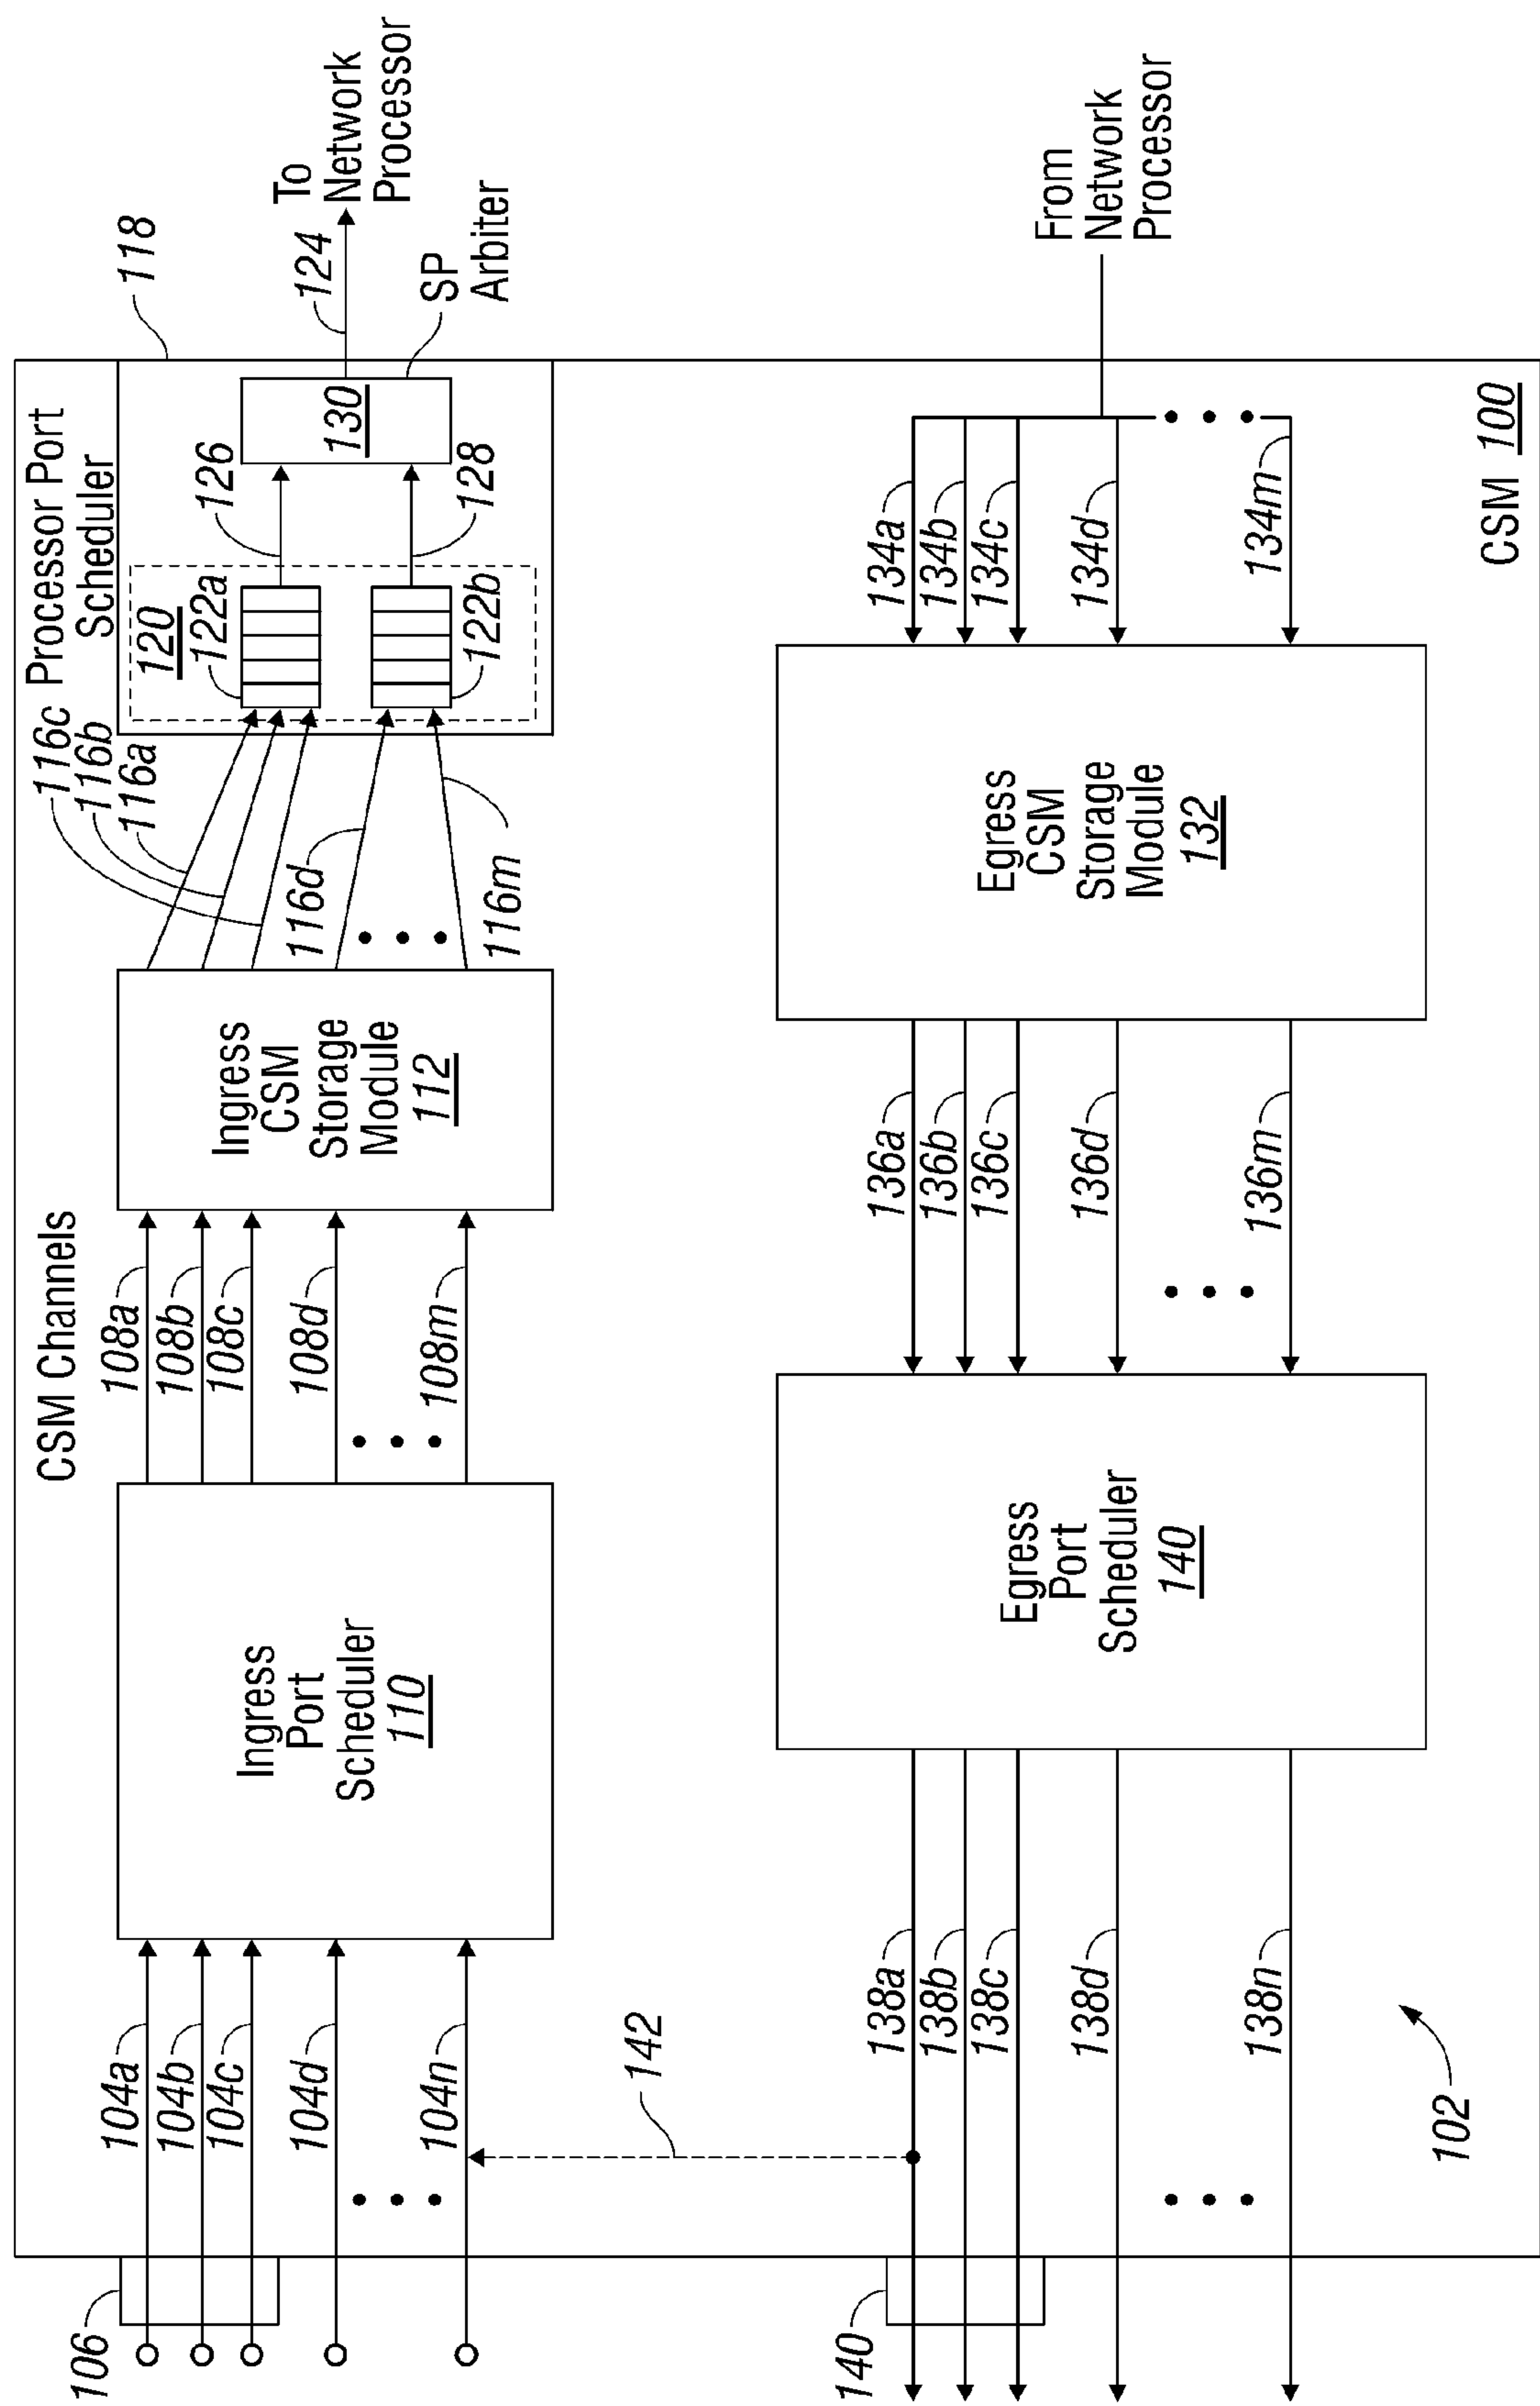 CSM Channels
Processor Port
Scheduler
118
106
104a
104b
104c
104d
104n
Ingress
Port
Scheduler
110
108a
108b
108c
108d
108m
Ingress
CSM
Storage
Module
112
116c
116b
116a
116d
116m
120
122a
122b
126
128
130
124
To
Network
Processor
SP
Arbiter
142
140
138a
138b
138c
138d
138n
Egress
Port
Scheduler
140
136a
136b
136c
136d
136m
Egress
CSM
Storage
Module
132
134a
134b
134c
134d
134m
From
Network
Processor
102
CSM 100